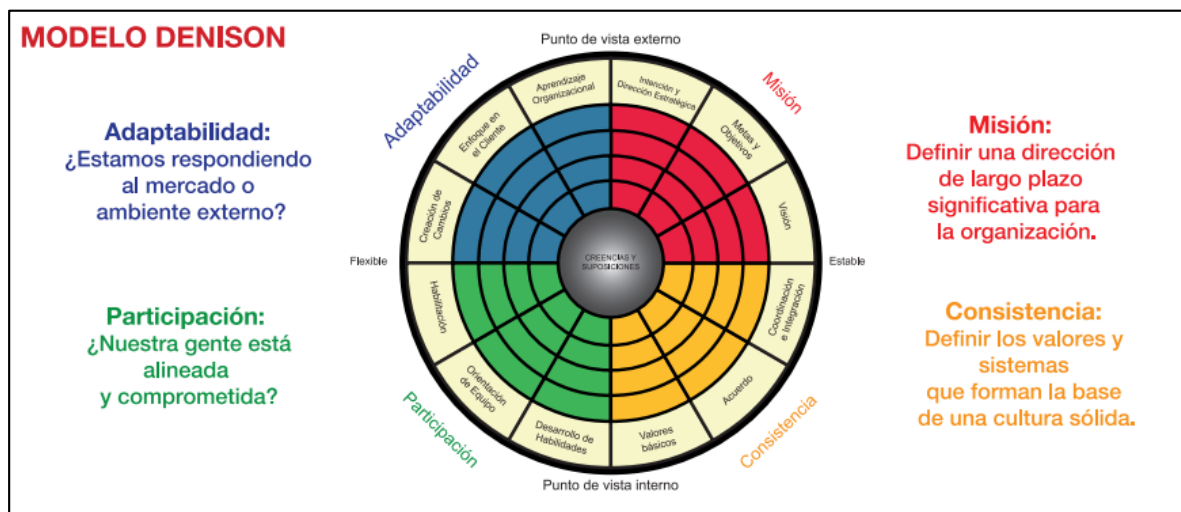 MODELO DENISON
Punto de vista externo
Adaptabilidad
Misión
Aprendizaje
Organizacional
Intención y
Dirección Estratégica
Enfoque en
el Cliente
Metas y
Objetivos
Creación de
Cambios
Visión
Adaptabilidad:
¿Estamos respondiendo
al mercado o
ambiente externo?
Misión:
Definir una dirección
de largo plazo
significativa para
la organización.
Flexible
CREENCIAS Y
SUPOSICIONES
Estable
Participación:
¿Nuestra gente está
alineada
y comprometida?
Consistencia:
Definir los valores y
sistemas
que forman la base
de una cultura sólida.
Habilitación
Coordinación
e Integración
Orientación
de Equipo
Acuerdo
Desarrollo de
Habilidades
Valores
básicos
Participación
Consistencia
Punto de vista interno